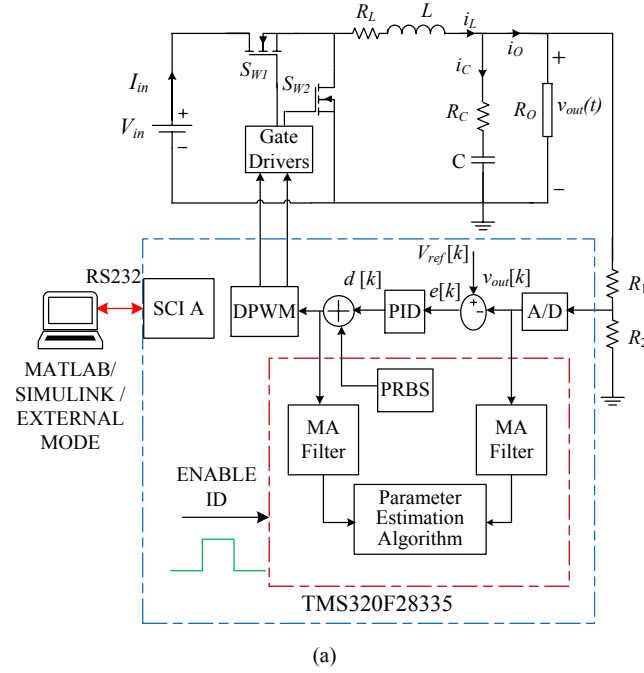 R_L L i_L i_O
S_W1 S_W2 i_C
I_in
V_in
+
−
R_C R_O v_out(t)
+
−
Gate
Drivers
C
V_ref[k]
RS232
SCI A
DPWM
d [k]
+
PID
e[k]
+
-
v_out[k]
A/D
R_1
R_2
MATLAB/
SIMULINK /
EXTERNAL
MODE
PRBS
MA
Filter
MA
Filter
ENABLE
ID
Parameter
Estimation
Algorithm
TMS320F28335
(a)